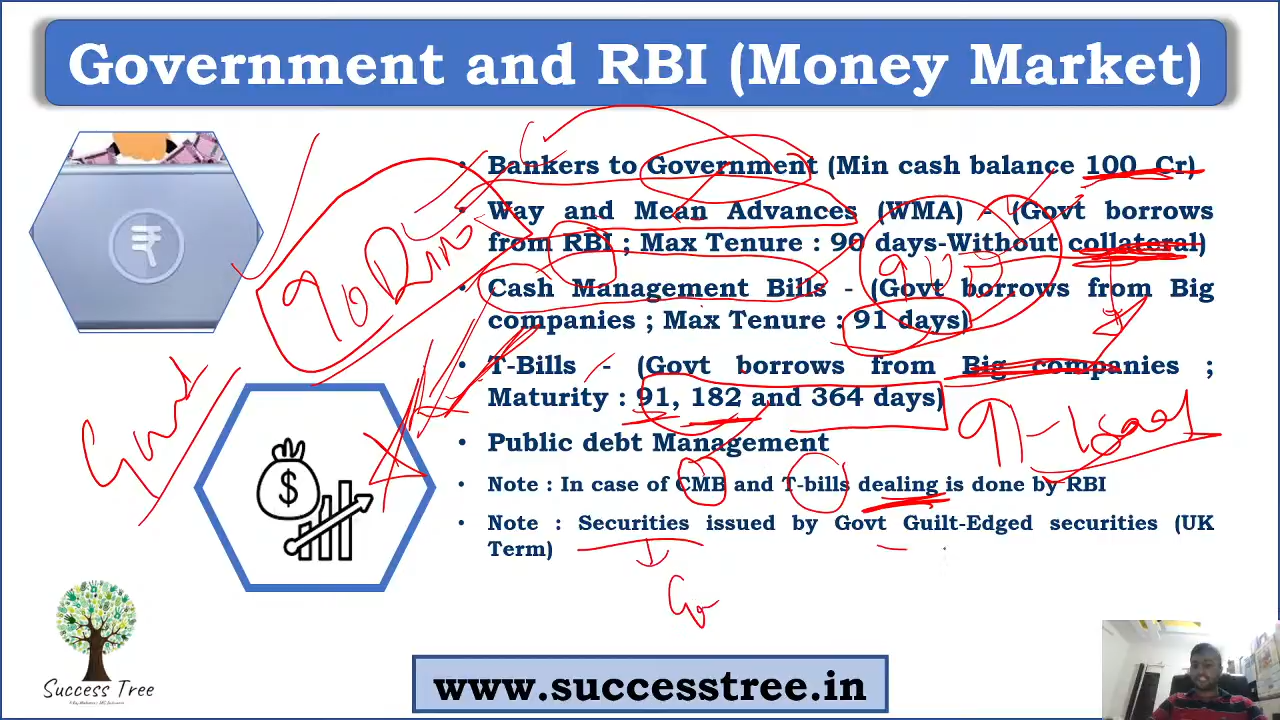 Government and RBI (Money Market)
• Bankers to Government (Min cash balance 100 Cr)
• Way and Mean Advances (WMA) - (Govt borrows
from RBI ; Max Tenure : 90 days-Without collateral)
• Cash Management Bills - (Govt borrows from Big
companies ; Max Tenure : 91 days)
• T-Bills - (Govt borrows from Big companies ;
Maturity : 91, 182 and 364 days)
• Public debt Management
• Note : In case of CMB and T-bills dealing is done by RBI
• Note : Securities issued by Govt Guilt-Edged securities (UK
Term)
$
Success Tree
www.successtree.in